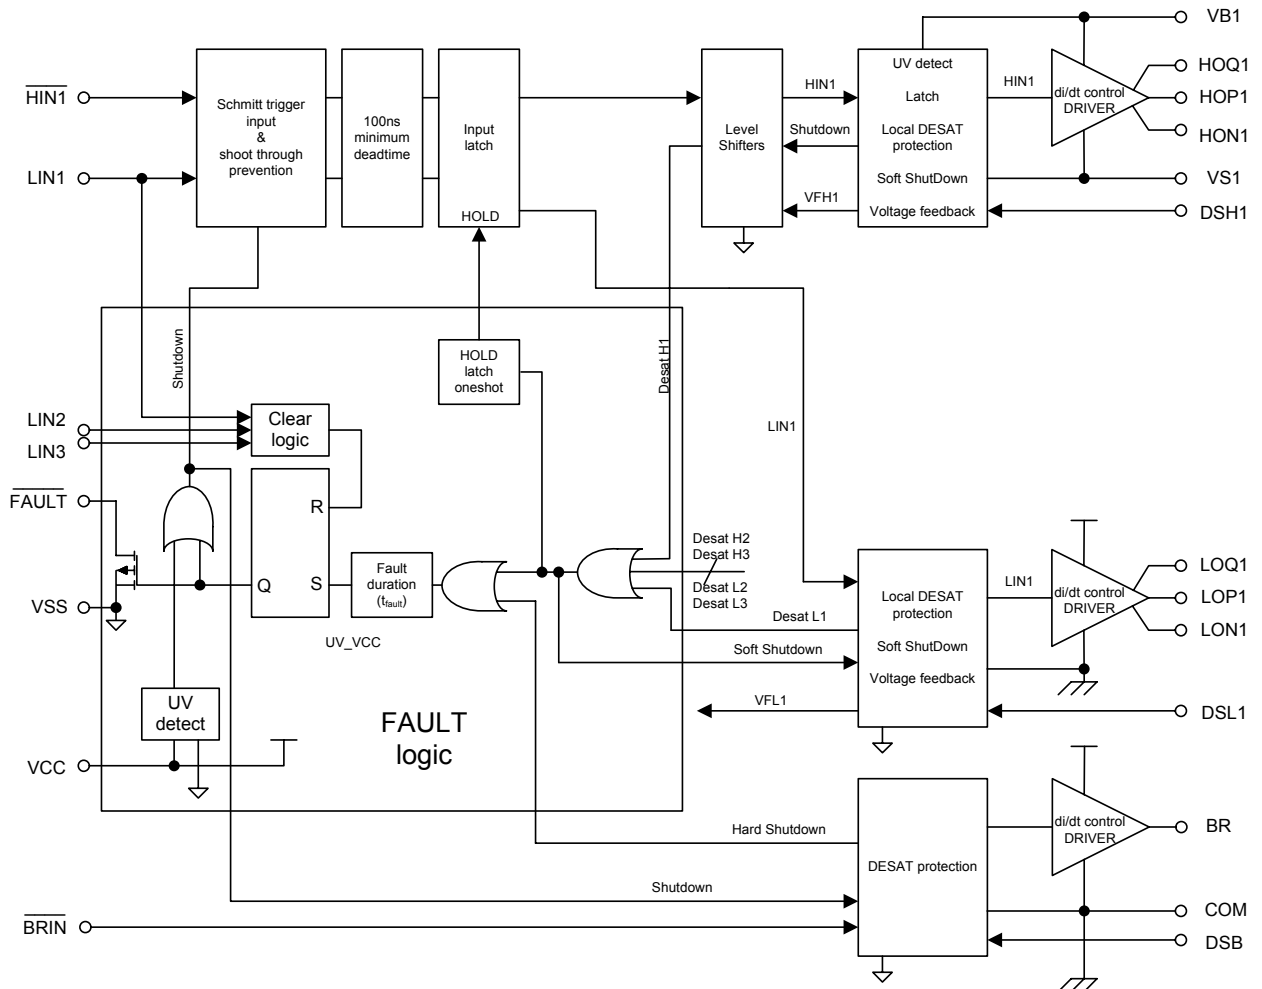 VB1
HIN1
Schmitt trigger
input
&
shoot through
prevention
100ns
minimum
deadtime
Input
latch
HOLD
Level
Shifters
HIN1
Shutdown
VFH1
UV detect
Latch
Local DESAT
protection
Soft ShutDown
Voltage feedback
HIN1
di/dt control
DRIVER
HOQ1
HOP1
HON1
LIN1
VS1
DSH1
Shutdown
HOLD
latch
oneshot
Desat H1
LIN1
LIN2
LIN3
Clear
logic
FAULT
R
Q
S
Fault
duration
(tfault)
UV_VCC
Desat H2
Desat H3
Desat L2
Desat L3
Desat L1
Soft Shutdown
VFL1
Local DESAT
protection
Soft ShutDown
Voltage feedback
LIN1
di/dt control
DRIVER
LOQ1
LOP1
LON1
VSS
UV
detect
FAULT
logic
DSL1
VCC
Hard Shutdown
Shutdown
DESAT protection
di/dt control
DRIVER
BR
COM
BRIN
DSB